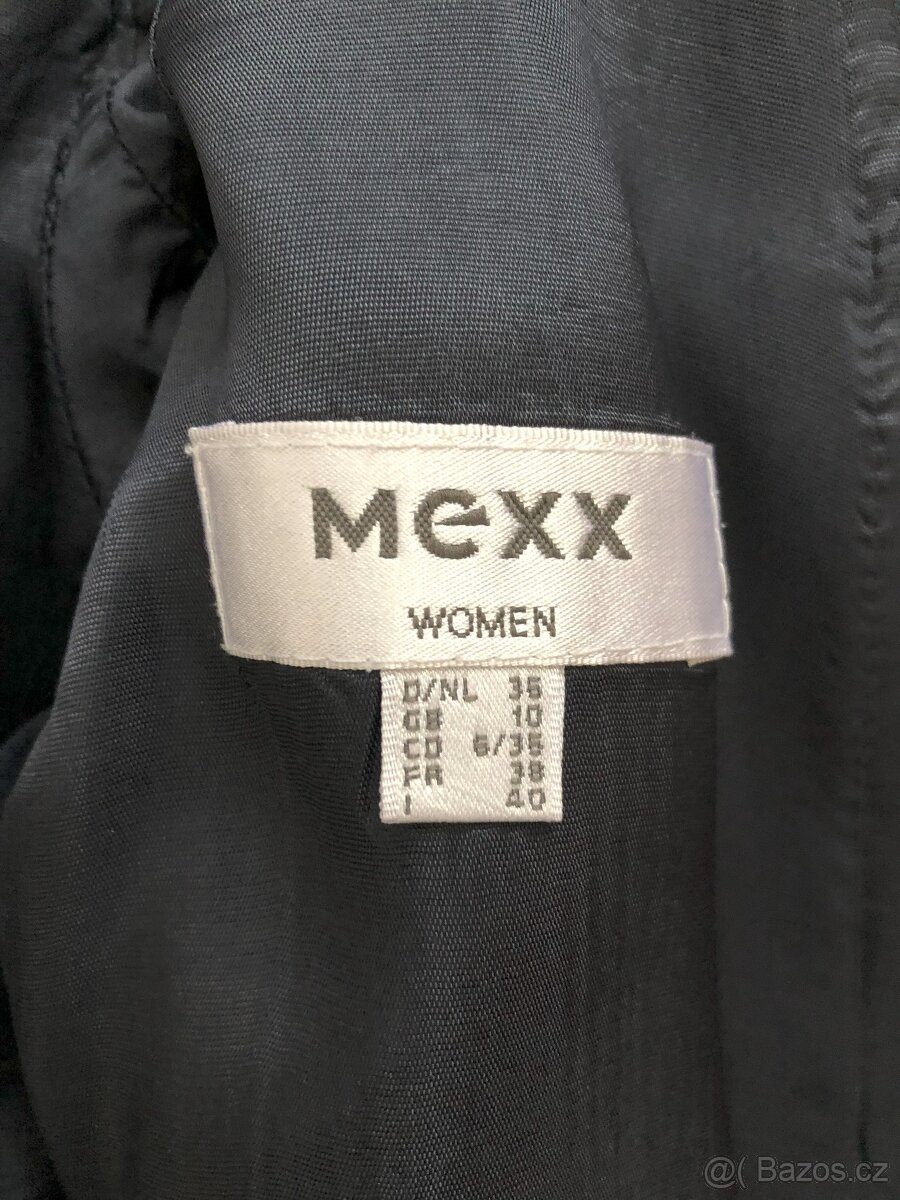 Mexx
WOMEN
D/NL 36
GB 10
CD 6/36
FR 38
I 40
@( Bazos.cz